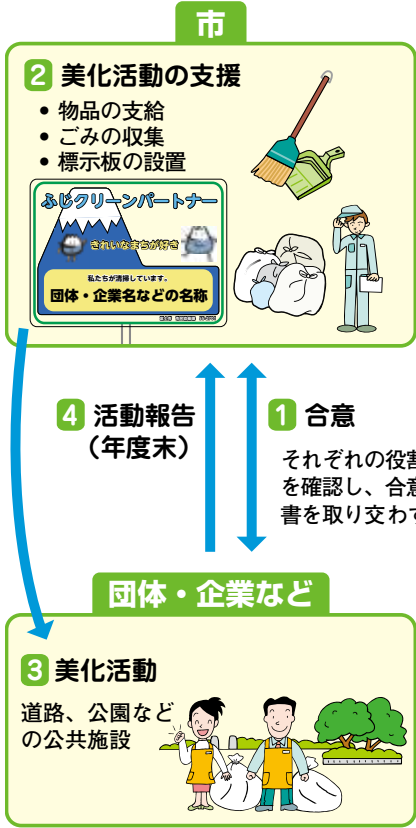 市
2 美化活動の支援
• 物品の支給
• ごみの収集
• 標示板の設置
ふじクリーンパートナー
きれいなまちが好き
私たちが清掃しています。
団体・企業名などの名称
4 活動報告
（年度末）
1 合意
それぞれの役割
を確認し、合意
書を取り交わす
団体・企業など
3 美化活動
道路、公園など
の公共施設